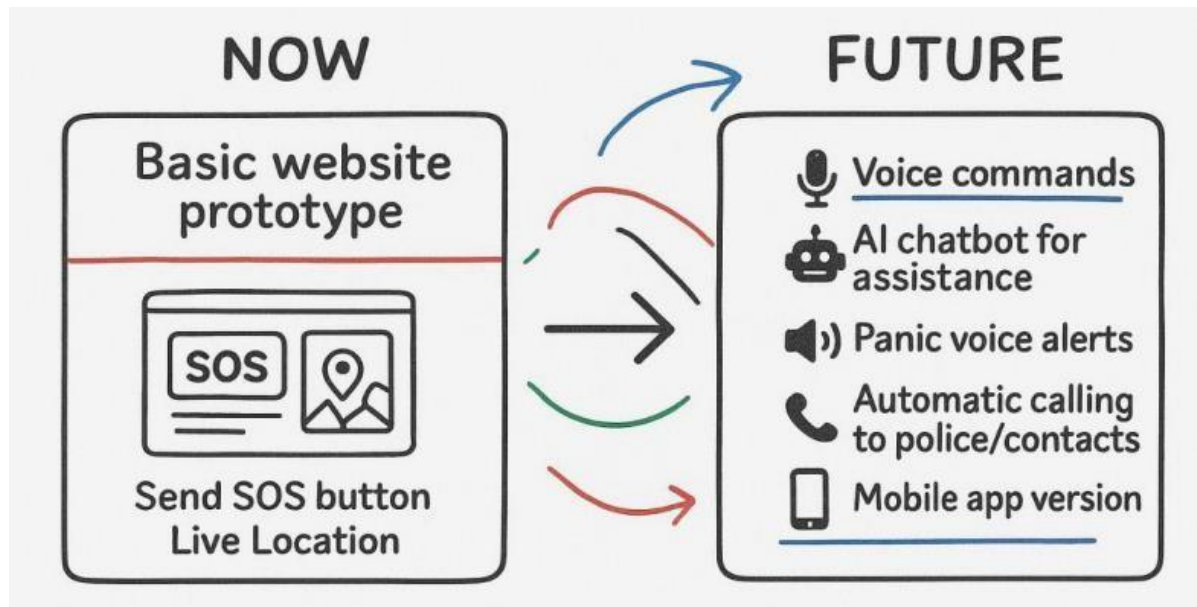 NOW
Basic website
prototype
SOS
Send SOS button
Live Location
FUTURE
Voice commands
AI chatbot for
assistance
Panic voice alerts
Automatic calling
to police/contacts
Mobile app version